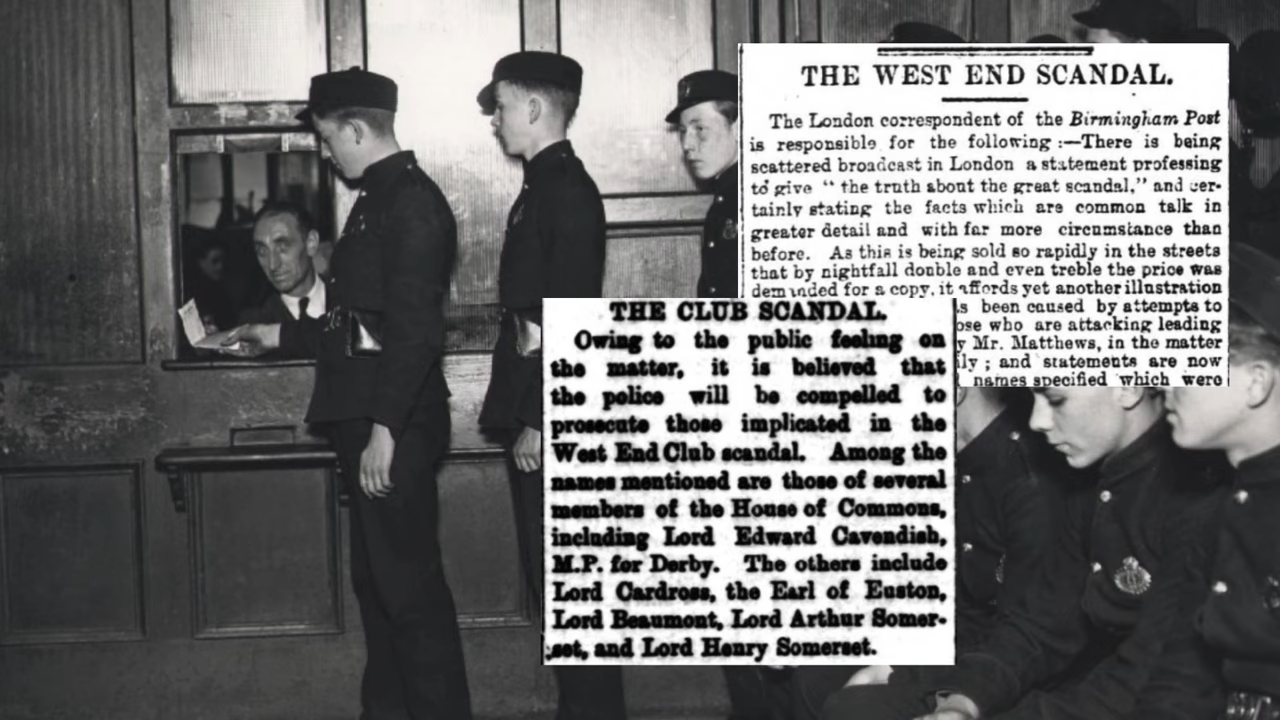 THE WEST END SCANDAL.
The London correspondent of the Birmingham Post
is responsible for the following :—There is being
scattered broadcast in London a statement professing
to give “ the truth about the great scandal,” and cer-
tainly stating the facts which are common talk in
greater detail and with far more circumstance than
before. As this is being sold so rapidly in the streets
that by nightfall double and even treble the price was
demanded for a copy, it affords yet another illustration
s been caused by attempts to
ose who are attacking leading
y Mr. Matthews, in the matter
ly ; and statements are now
names specified which were
THE CLUB SCANDAL.
Owing to the public feeling on
the matter, it is believed that
the police will be compelled to
prosecute those implicated in the
West End Club scandal. Among the
names mentioned are those of several
members of the House of Commons,
including Lord Edward Cavendish,
M.P. for Derby. The others include
Lord Cardross, the Earl of Euston,
Lord Beaumont, Lord Arthur Somer-
set, and Lord Henry Somerset.